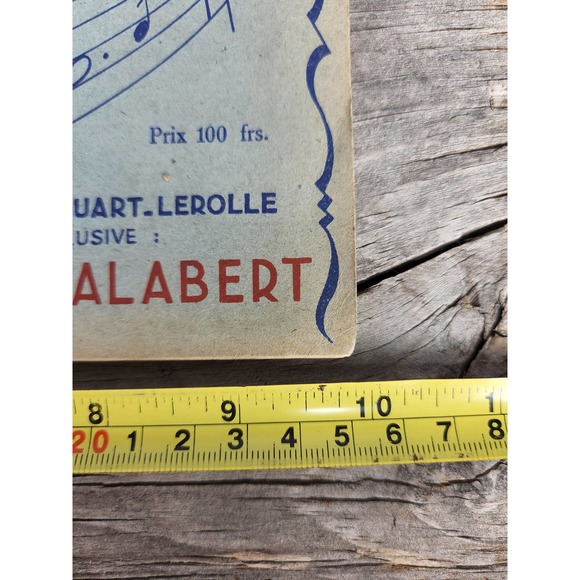 Prix 100 frs.
UART-LEROLLE
LUSIVE :
ALABERT
8 9 10 1
20 1 2 3 4 5 6 7 8